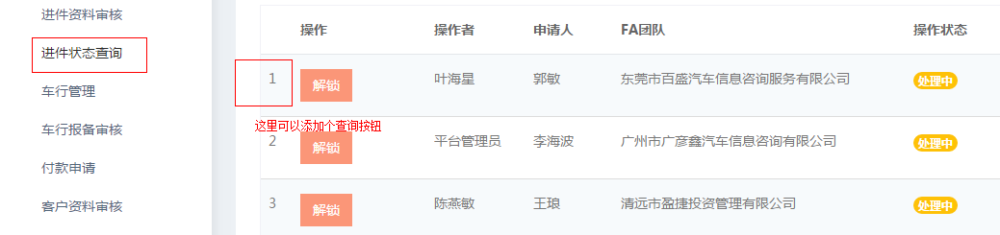 进件资料审核
进件状态查询
车行管理
车行报备审核
付款申请
客户资料审核
操作 操作者 申请人 FA团队 操作状态
1 解锁 叶海星 郭敏 东莞市百盛汽车信息咨询服务有限公司 处理中
这里可以添加个查询按钮
2 解锁 平台管理员 李海波 广州市广彦鑫汽车信息咨询有限公司 处理中
3 解锁 陈燕敏 王琅 清远市盈捷投资管理有限公司 处理中